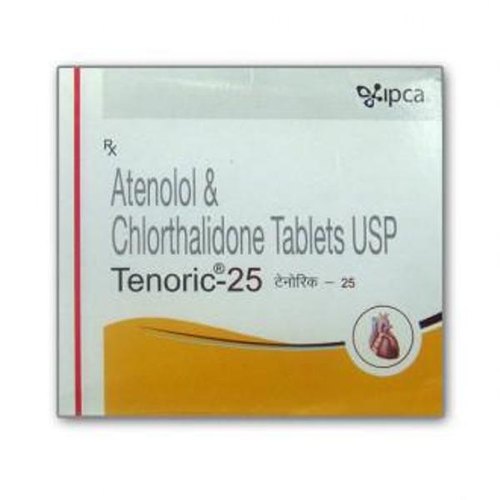 ipca
Rx
Atenolol &
Chlorthalidone Tablets USP
Tenoric®-25 टेनोरिक - 25